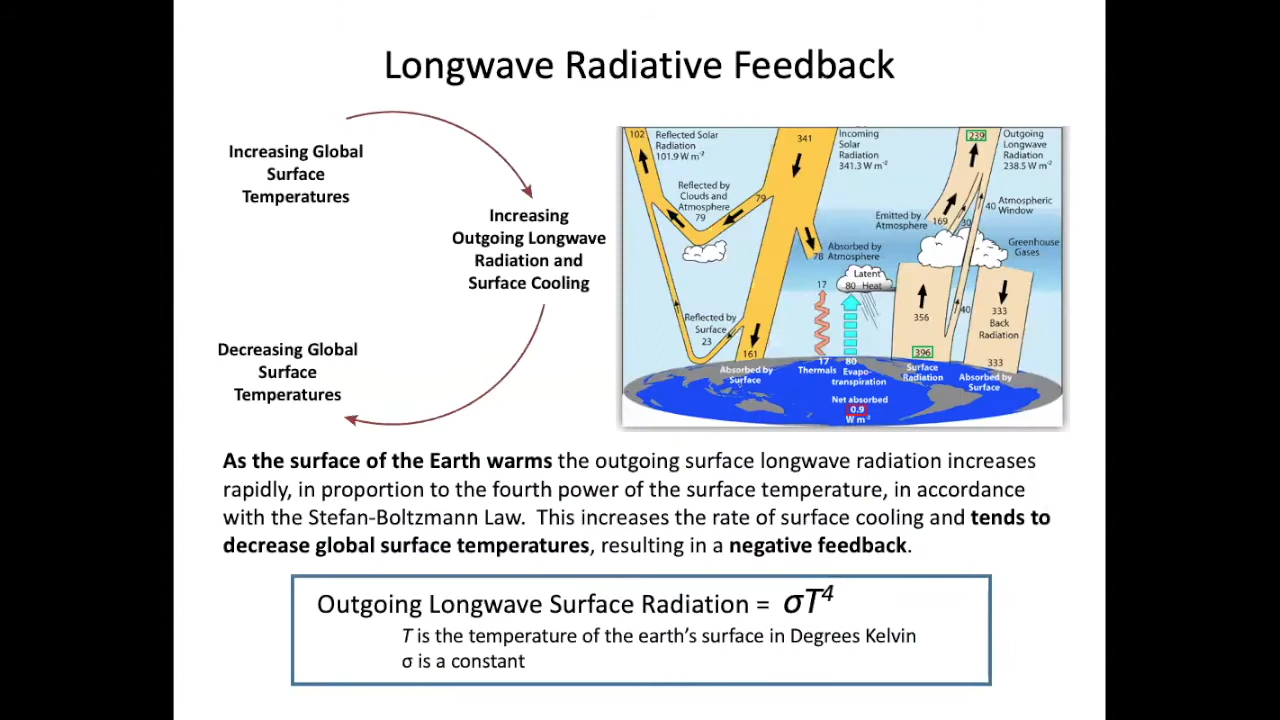 Longwave Radiative Feedback
Increasing Global
Surface
Temperatures
Increasing
Outgoing Longwave
Radiation and
Surface Cooling
Decreasing Global
Surface
Temperatures
102
Reflected Solar
Radiation
101.9 W m-2
341
Incoming
Solar
Radiation
341.3 W m-2
239
Outgoing
Longwave
Radiation
238.5 W m-2
Reflected by
Clouds and
Atmosphere
79
79
Emitted by
Atmosphere
169
30
40
Atmospheric
Window
Greenhouse
Gases
78
Absorbed by
Atmosphere
17
Latent
80 Heat
356
40
333
Back
Radiation
Reflected by
Surface
23
161
Absorbed by
Surface
17
Thermals
80
Evapo-
transpiration
396
Surface
Radiation
333
Absorbed by
Surface
Net absorbed
0.9
W m-2
As the surface of the Earth warms the outgoing surface longwave radiation increases
rapidly, in proportion to the fourth power of the surface temperature, in accordance
with the Stefan-Boltzmann Law. This increases the rate of surface cooling and tends to
decrease global surface temperatures, resulting in a negative feedback.
Outgoing Longwave Surface Radiation = σT⁴
T is the temperature of the earth's surface in Degrees Kelvin
σ is a constant